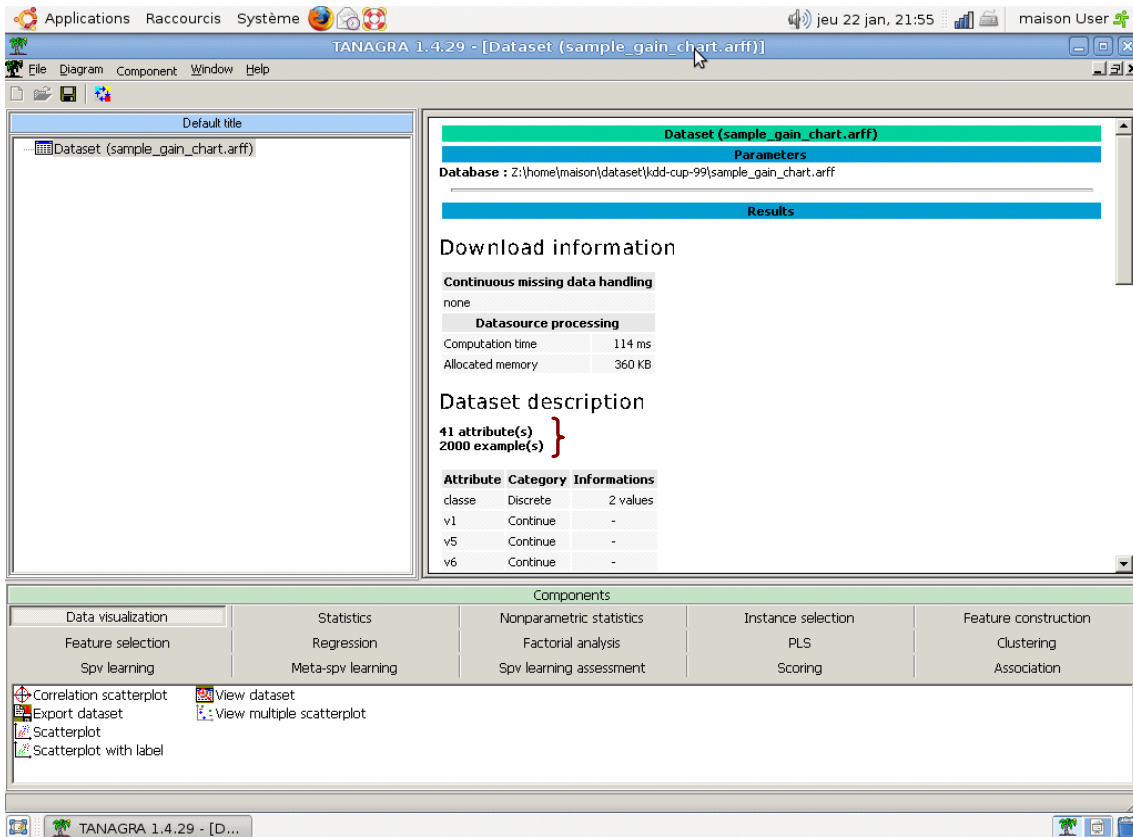 Applications Raccourcis Système jeu 22 jan, 21:55 maison User
TANAGRA 1.4.29 - [Dataset (sample_gain_chart.arff)]
File Diagram Component Window Help
Default title
Dataset (sample_gain_chart.arff)
Dataset (sample_gain_chart.arff)
Parameters
Database : Z:\home\maison\dataset\kdd-cup-99\sample_gain_chart.arff
Results
Download information
Continuous missing data handling
none
Datasource processing
Computation time 114 ms
Allocated memory 360 KB
Dataset description
41 attribute(s)
2000 example(s)
Attribute Category Informations
classe Discrete 2 values
v1 Continue -
v5 Continue -
v6 Continue -
Components
Data visualization Statistics Nonparametric statistics Instance selection Feature construction
Feature selection Regression Factorial analysis PLS Clustering
Spv learning Meta-spv learning Spv learning assessment Scoring Association
Correlation scatterplot View dataset
Export dataset View multiple scatterplot
Scatterplot
Scatterplot with label
TANAGRA 1.4.29 - [D...